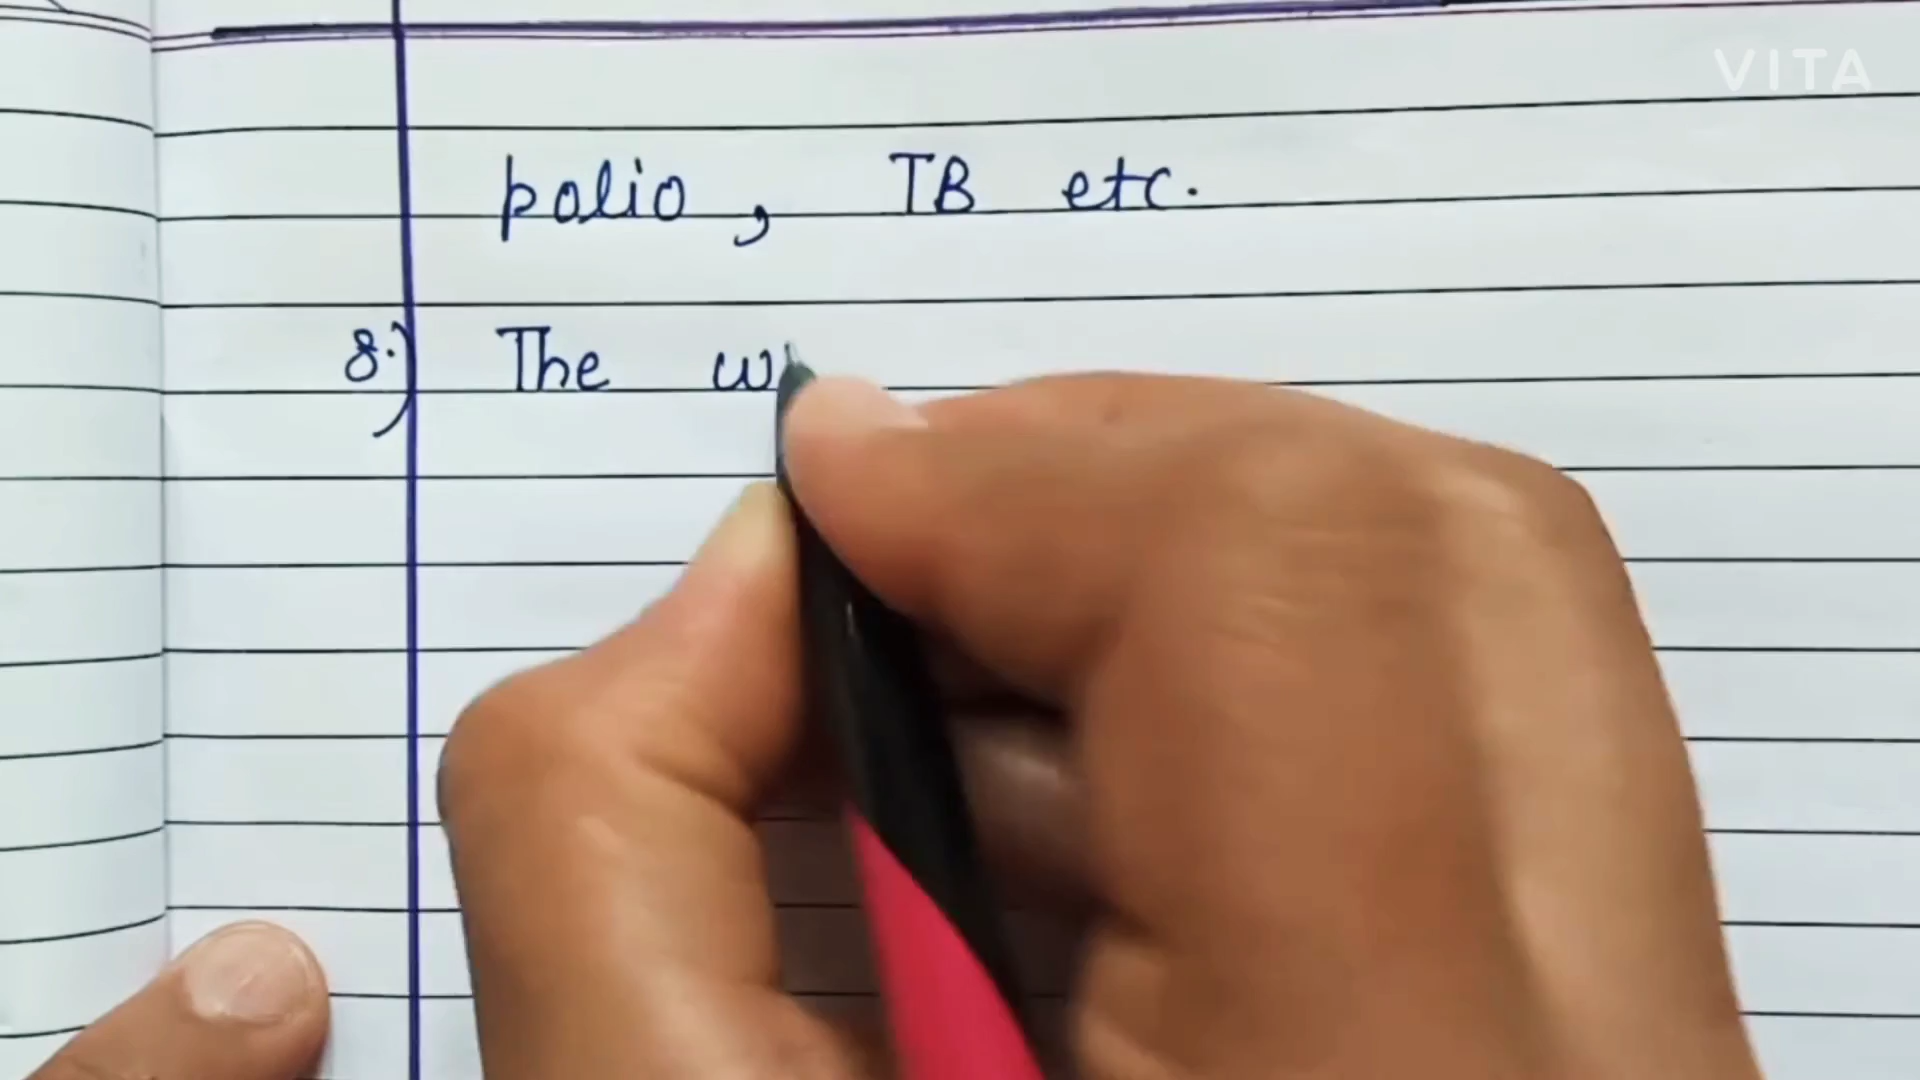 VITA
polio, TB etc.
8.) The w